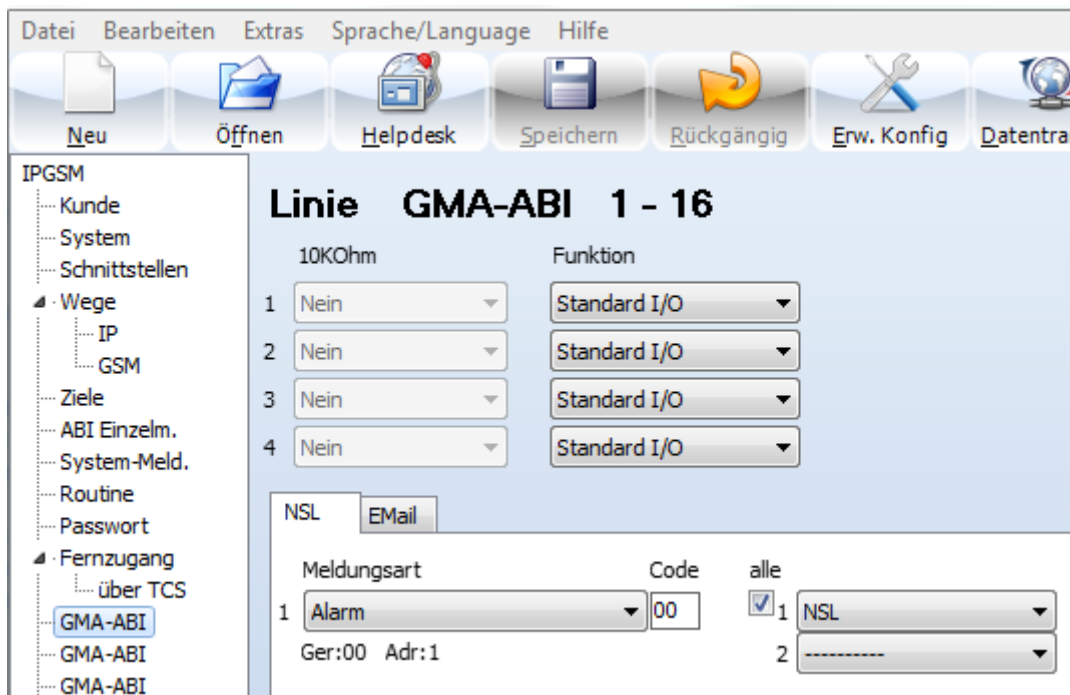 Datei Bearbeiten Extras Sprache/Language Hilfe
Neu Öffnen Helpdesk Speichern Rückgängig Erw. Konfig Datentra
IPGSM
Kunde
System
Schnittstellen
Wege
IP
GSM
Ziele
ABI Einzelm.
System-Meld.
Routine
Passwort
Fernzugang
über TCS
GMA-ABI
GMA-ABI
GMA-ABI
Linie GMA-ABI 1 - 16
10KOhm Funktion
1 Nein Standard I/O
2 Nein Standard I/O
3 Nein Standard I/O
4 Nein Standard I/O
NSL EMail
Meldungsart Code alle
1 Alarm 00 1 NSL
Ger:00 Adr:1 2 ----------